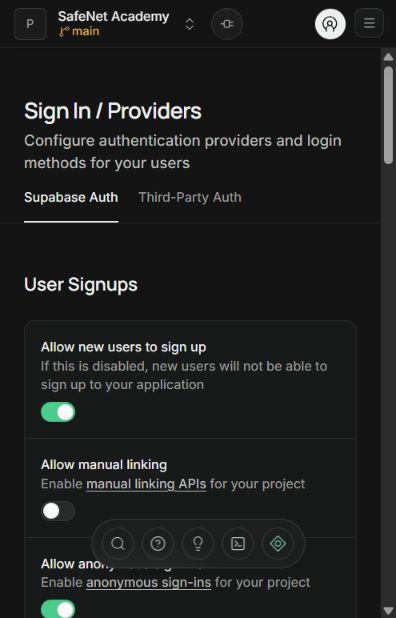 P
SafeNet Academy
main
Sign In / Providers
Configure authentication providers and login
methods for your users
Supabase Auth
Third-Party Auth
User Signups
Allow new users to sign up
If this is disabled, new users will not be able to
sign up to your application
Allow manual linking
Enable manual linking APIs for your project
Allow
Enable anonymous sign-ins for your project